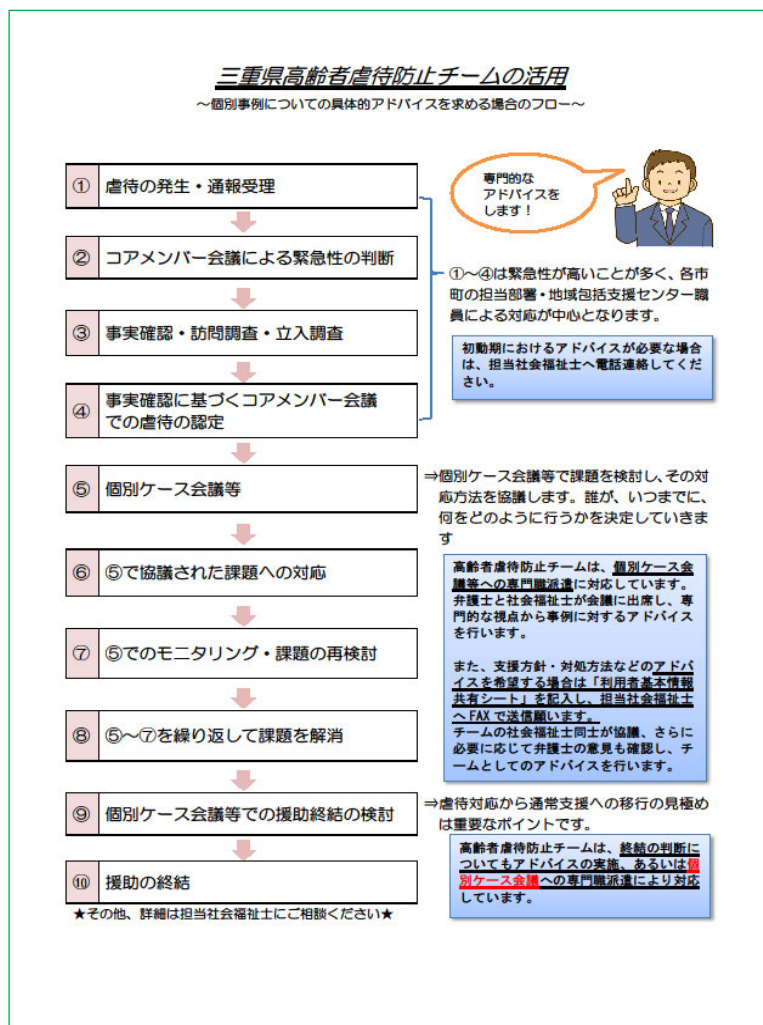 三重県高齢者虐待防止チームの活用
～個別事例についての具体的アドバイスを求める場合のフロー～
専門的な
アドバイスを
します！
① 虐待の発生・通報受理
② コアメンバー会議による緊急性の判断
③ 事実確認・訪問調査・立入調査
④ 事実確認に基づくコアメンバー会議
での虐待の認定
①～④は緊急性が高いことが多く、各市
町の担当部署・地域包括支援センター職
員による対応が中心となります。
初動期におけるアドバイスが必要な場合
は、担当社会福祉士へ電話連絡してくだ
さい。
⑤ 個別ケース会議等
⇒個別ケース会議等で課題を検討し、その対
応方法を協議します。誰が、いつまでに、
何をどのように行うかを決定していきま
す
⑥ ⑤で協議された課題への対応
⑦ ⑤でのモニタリング・課題の再検討
⑧ ⑤～⑦を繰り返して課題を解消
高齢者虐待防止チームは、個別ケース会
議等への専門職派遣に対応しています。
弁護士と社会福祉士が会議に出席し、専
門的な視点から事例に対するアドバイス
を行います。
また、支援方針・対処方法などのアドバ
イスを希望する場合は「利用者基本情報
共有シート」を記入し、担当社会福祉士
へFAXで送信願います。
チームの社会福祉士同士が協議、さらに
必要に応じて弁護士の意見も確認し、チ
ームとしてのアドバイスを行います。
⑨ 個別ケース会議等での援助終結の検討
⇒虐待対応から通常支援への移行の見極め
は重要なポイントです。
⑩ 援助の終結
高齢者虐待防止チームは、終結の判断に
ついてもアドバイスの実施、あるいは個
別ケース会議への専門職派遣により対応
しています。
★その他、詳細は担当社会福祉士にご相談ください★